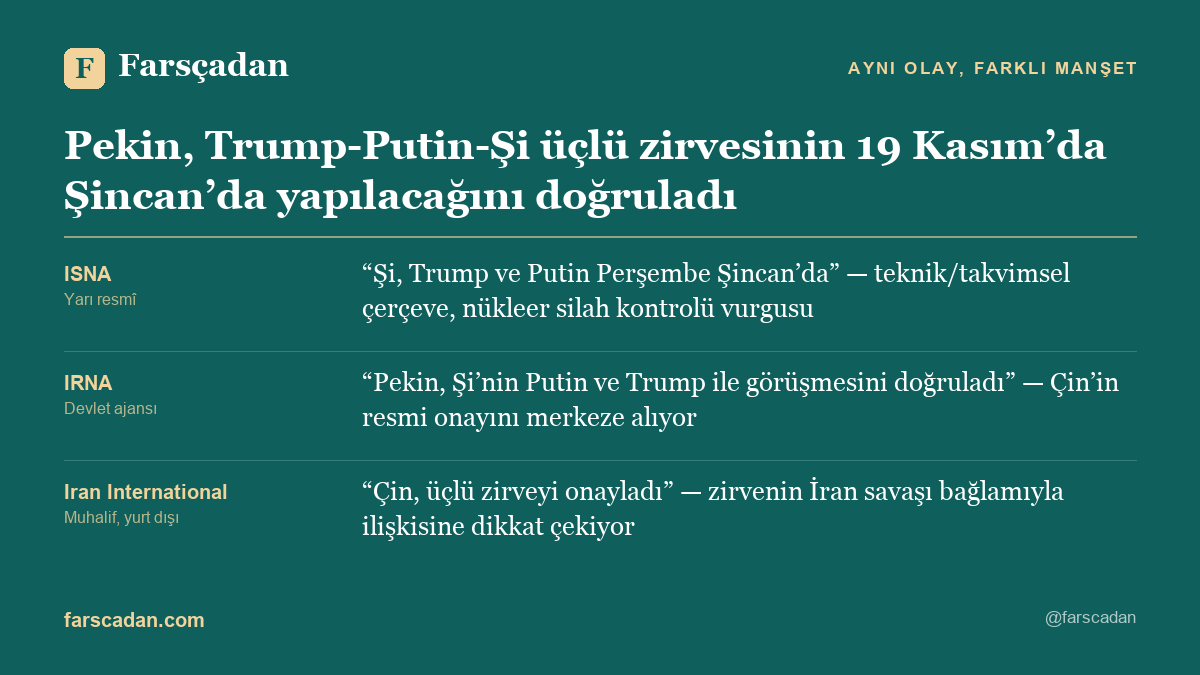 F Farsçadan
AYNI OLAY, FARKLI MANŞET
Pekin, Trump-Putin-Şi üçlü zirvesinin 19 Kasım’da
Şincan’da yapılacağını doğruladı
ISNA
Yarı resmî
“Şi, Trump ve Putin Perşembe Şincan’da” — teknik/takvimsel
çerçeve, nükleer silah kontrolü vurgusu
IRNA
Devlet ajansı
“Pekin, Şi’nin Putin ve Trump ile görüşmesini doğruladı” — Çin’in
resmi onayını merkeze alıyor
Iran International
Muhalif, yurt dışı
“Çin, üçlü zirveyi onayladı” — zirvenin İran savaşı bağlamıyla
ilişkisine dikkat çekiyor
farscadan.com
@farscadan